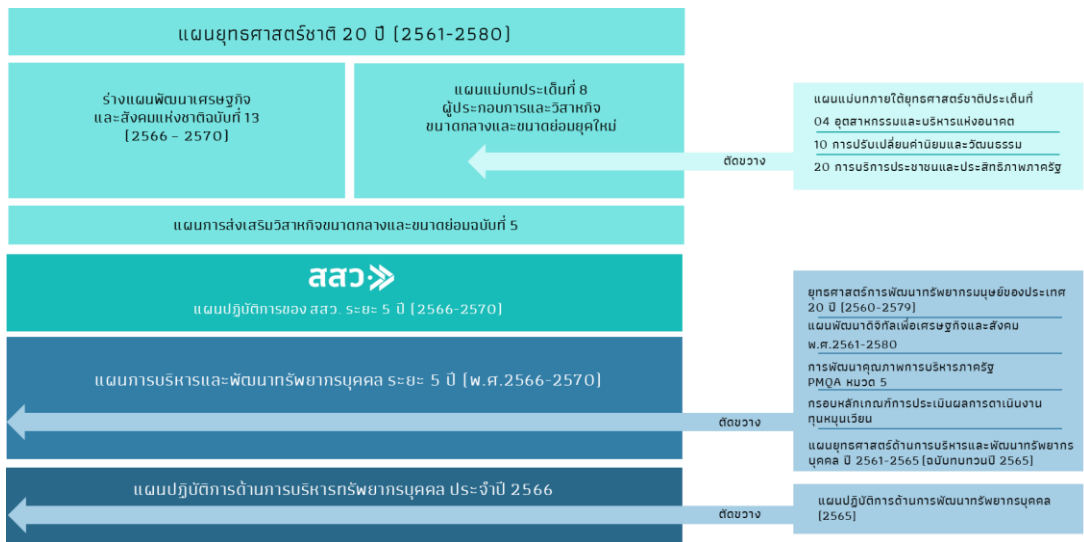 แผนยุทธศาสตร์ชาติ 20 ปี (2561-2580)
ร่างแผนพัฒนาเศรษฐกิจ
และสังคมแห่งชาติฉบับที่ 13
(2566 - 2570)
แผนแม่บทประเด็นที่ 8
ผู้ประกอบการและวิสาหกิจ
ขนาดกลางและขนาดย่อมยุคใหม่
ตัดขวาง
แผนแม่บทภายใต้ยุทธศาสตร์ชาติประเด็นที่
04 อุตสาหกรรมและบริหารแห่งอนาคต
10 การปรับเปลี่ยนค่านิยมและวัฒนธรรม
20 การบริการประชาชนและประสิทธิภาพภาครัฐ
แผนการส่งเสริมวิสาหกิจขนาดกลางและขนาดย่อมฉบับที่ 5
สสว
แผนปฏิบัติการของ สสว. ระยะ 5 ปี (2566-2570)
แผนการบริหารและพัฒนาทรัพยากรบุคคล ระยะ 5 ปี (พ.ศ.2566-2570)
ตัดขวาง
ยุทธศาสตร์การพัฒนาทรัพยากรมนุษย์ของประเทศ
20 ปี (2560-2579)
แผนพัฒนาดิจิทัลเพื่อเศรษฐกิจและสังคม
พ.ศ.2561-2580
การพัฒนาคุณภาพการบริหารภาครัฐ
PMQA หมวด 5
กรอบหลักเกณฑ์การประเมินผลการดาเนินงาน
ทุนหมุนเวียน
แผนยุทธศาสตร์ด้านการบริหารและพัฒนาทรัพยากร
บุคคล ปี 2561-2565 (ฉบับทบทวนปี 2565)
แผนปฏิบัติการด้านการบริหารทรัพยากรบุคคล ประจำปี 2566
ตัดขวาง
แผนปฏิบัติการด้านการพัฒนาทรัพยากรบุคคล
(2565)